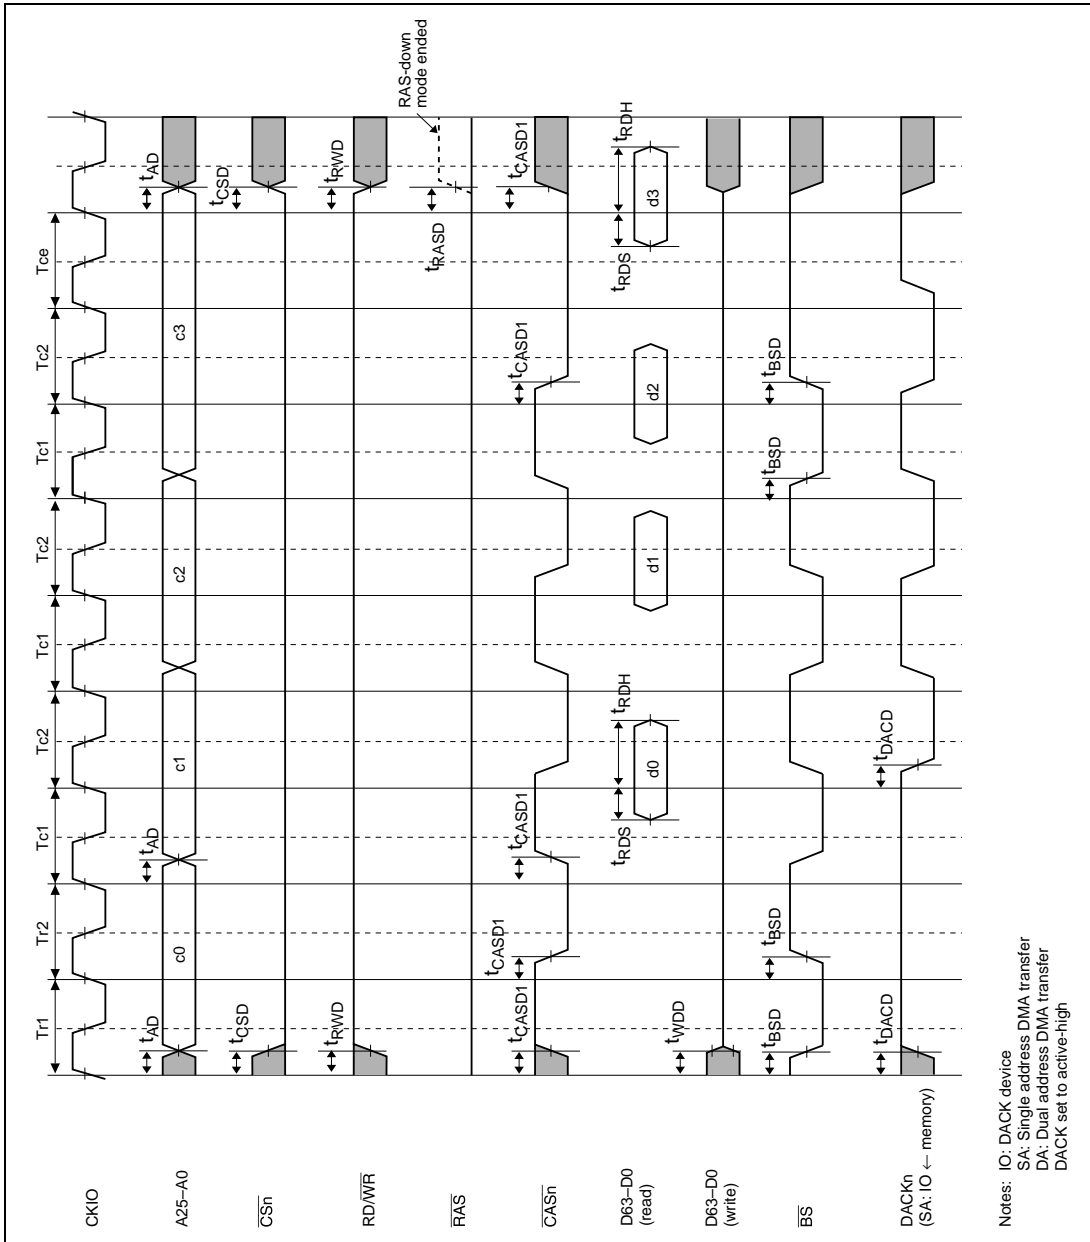 Tr1 Tr2 Tc1 Tc2 Tc1 Tc2 Tc1 Tc2 Tce
CKIO
tAD tAD tAD
A25–A0 c0 c1 c2 c3
tCSD tCSD
CSn
tRWD tRWD
RD/WR
RAS-down
mode ended
tRASD
RAS
tCASD1 tCASD1 tCASD1 tCASD1 tCASD1
CASn
tRDS tRDH tRDS tRDH
D63–D0
(read)
d0 d1 d2 d3
tWDD
D63–D0
(write)
tBSD tBSD tBSD tBSD
BS
tDACD tDACD
DACKn
(SA: IO ← memory)
Notes: IO: DACK device
SA: Single address DMA transfer
DA: Dual address DMA transfer
DACK set to active-high